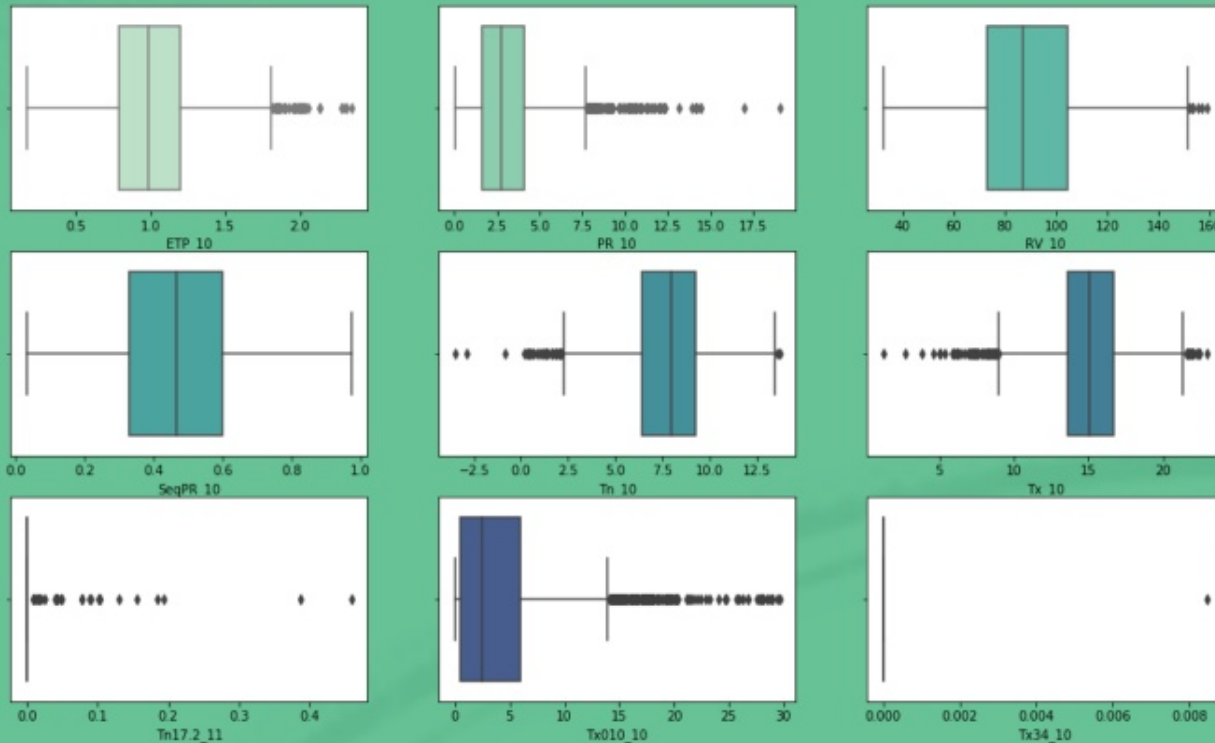 0.5 1.0 1.5 2.0
ETP_10
0.0 2.5 5.0 7.5 10.0 12.5 15.0 17.5
PR_10
40 60 80 100 120 140 160
RV_10
0.0 0.2 0.4 0.6 0.8 1.0
SeqPR_10
−2.5 0.0 2.5 5.0 7.5 10.0 12.5
Tn_10
5 10 15 20
Tx_10
0.0 0.1 0.2 0.3 0.4
Tn17.2_11
0 5 10 15 20 25 30
Tx010_10
0.000 0.002 0.004 0.006 0.008
Tx34_10